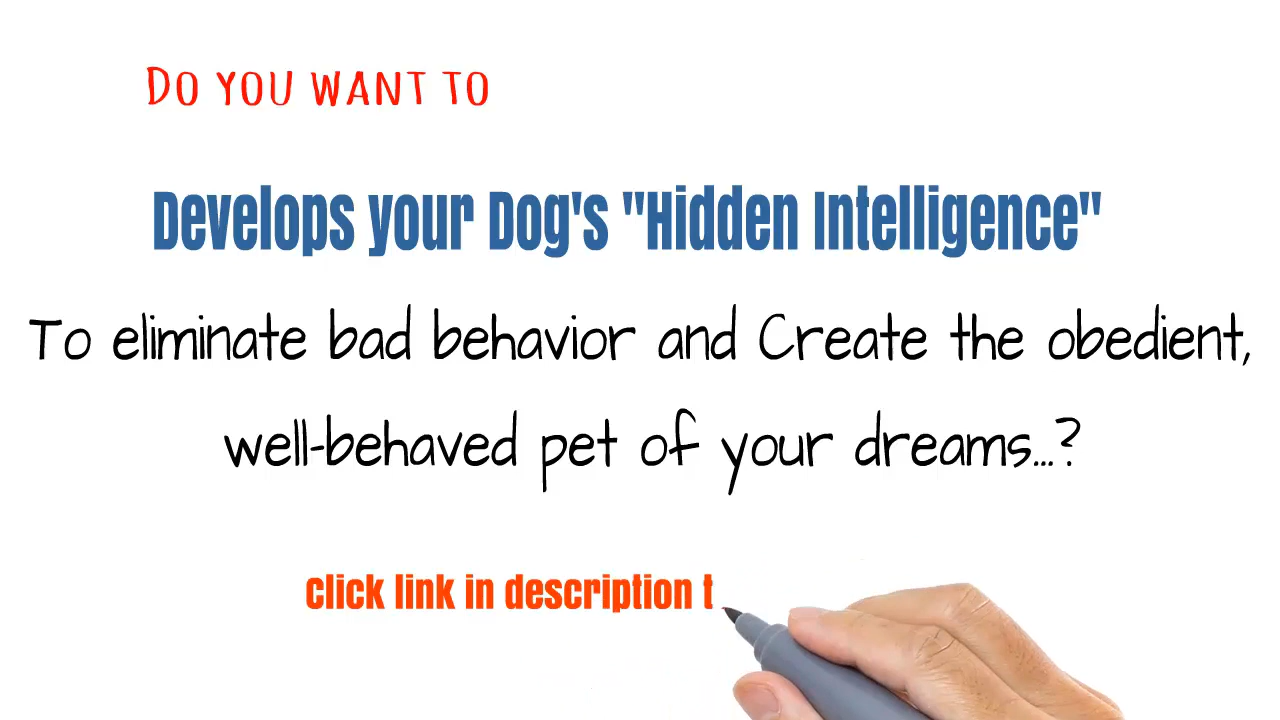 Do you want to
Develops your Dog's "Hidden Intelligence"
To eliminate bad behavior and Create the obedient,
well-behaved pet of your dreams...?
Click link in description t